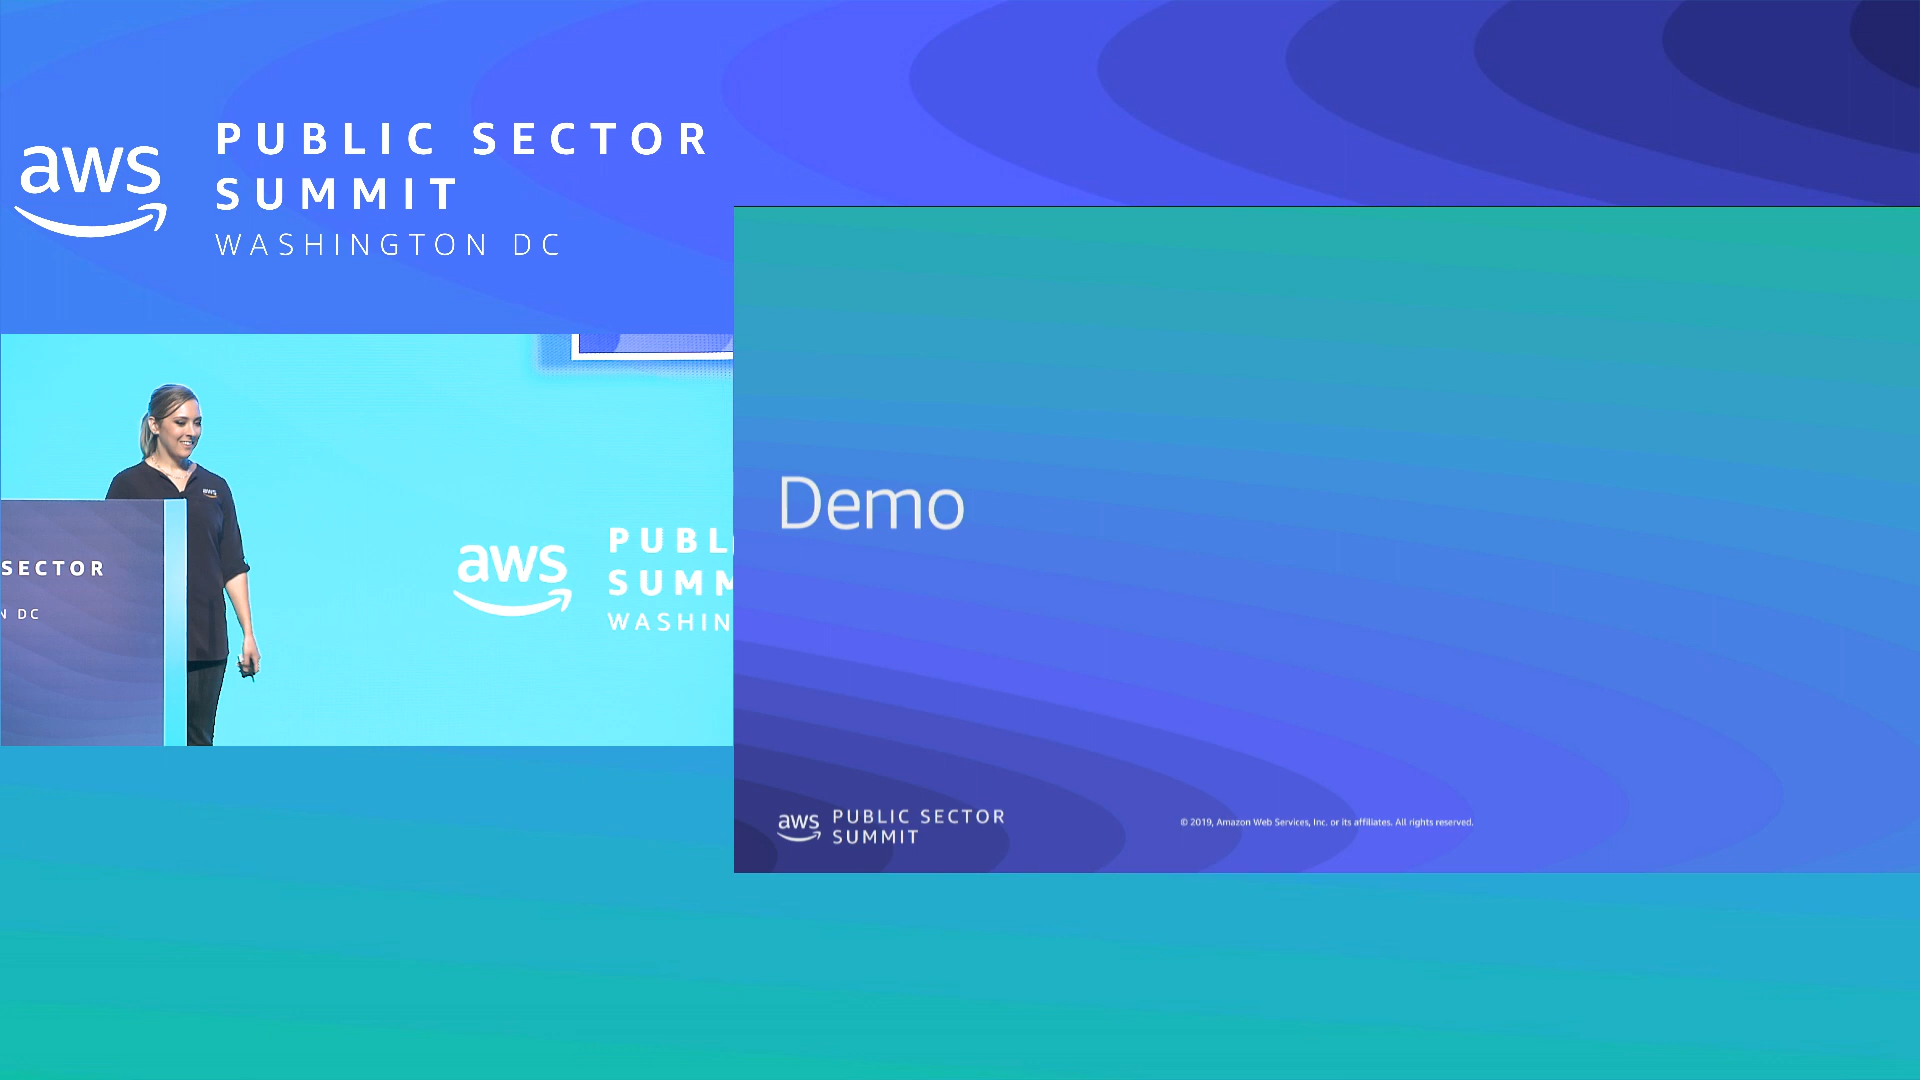 aws
PUBLIC SECTOR
SUMMIT
WASHINGTON DC
aws
SECTOR
N DC
aws
PUBL
SUMM
WASHIN
Demo
aws
PUBLIC SECTOR
SUMMIT
© 2019, Amazon Web Services, Inc. or its affiliates. All rights reserved.